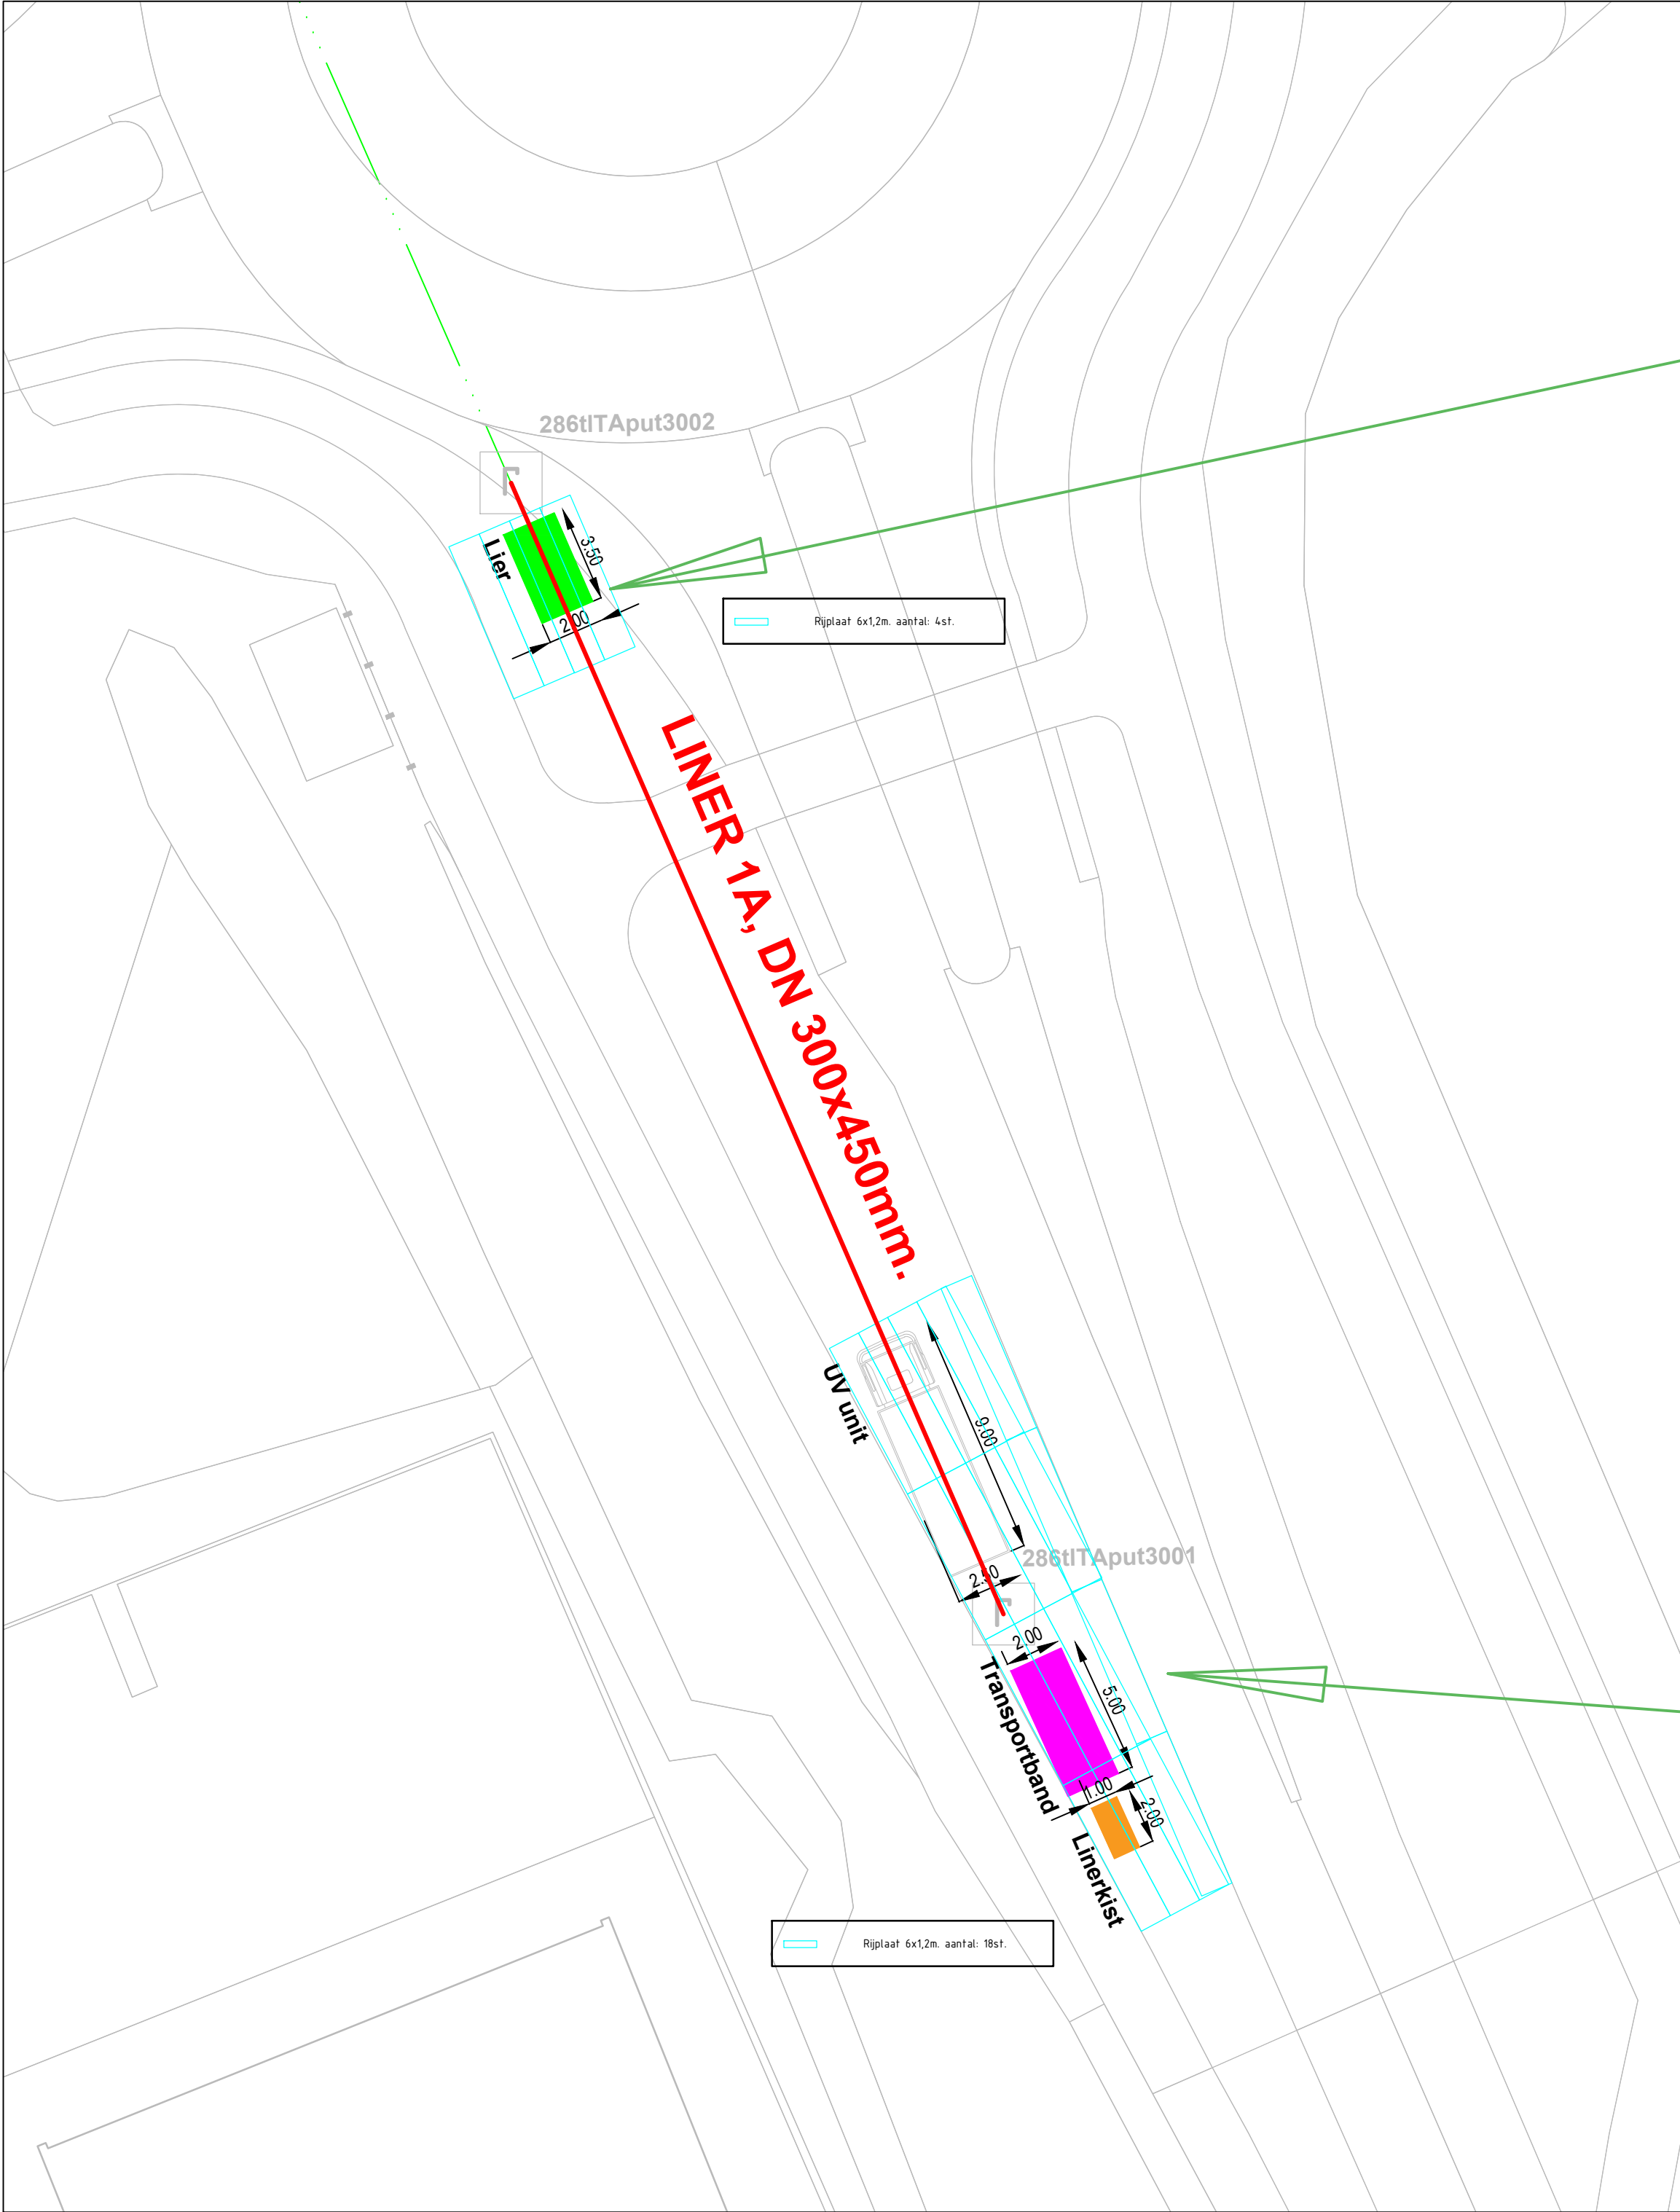 286tITAput3002
Lier
3.50
2.00
Rijplaat 6x1,2m. aantal: 4st.
LINER 1A, DN 300x450mm.
UV unit
9.00
286tITAput3001
2.50
2.00
Transportband
5.00
1.00
2.00
Linerkist
Rijplaat 6x1,2m. aantal: 18st.